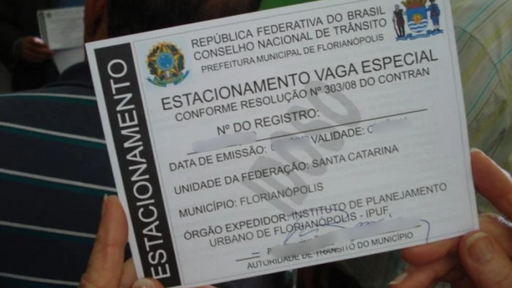 REPÚBLICA FEDERATIVA DO BRASIL
CONSELHO NACIONAL DE TRÂNSITO
PREFEITURA MUNICIPAL DE FLORIANÓPOLIS
ESTACIONAMENTO VAGA ESPECIAL
CONFORME RESOLUÇÃO Nº 303/08 DO CONTRAN
Nº DO REGISTRO:
DATA DE EMISSÃO: VALIDADE:
UNIDADE DA FEDERAÇÃO: SANTA CATARINA
MUNICÍPIO: FLORIANÓPOLIS
ÓRGÃO EXPEDIDOR: INSTITUTO DE PLANEJAMENTO
URBANO DE FLORIANÓPOLIS - IPUF
AUTORIDADE DE TRÂNSITO DO MUNICÍPIO
ESTACIONAMENTO
IDOSO